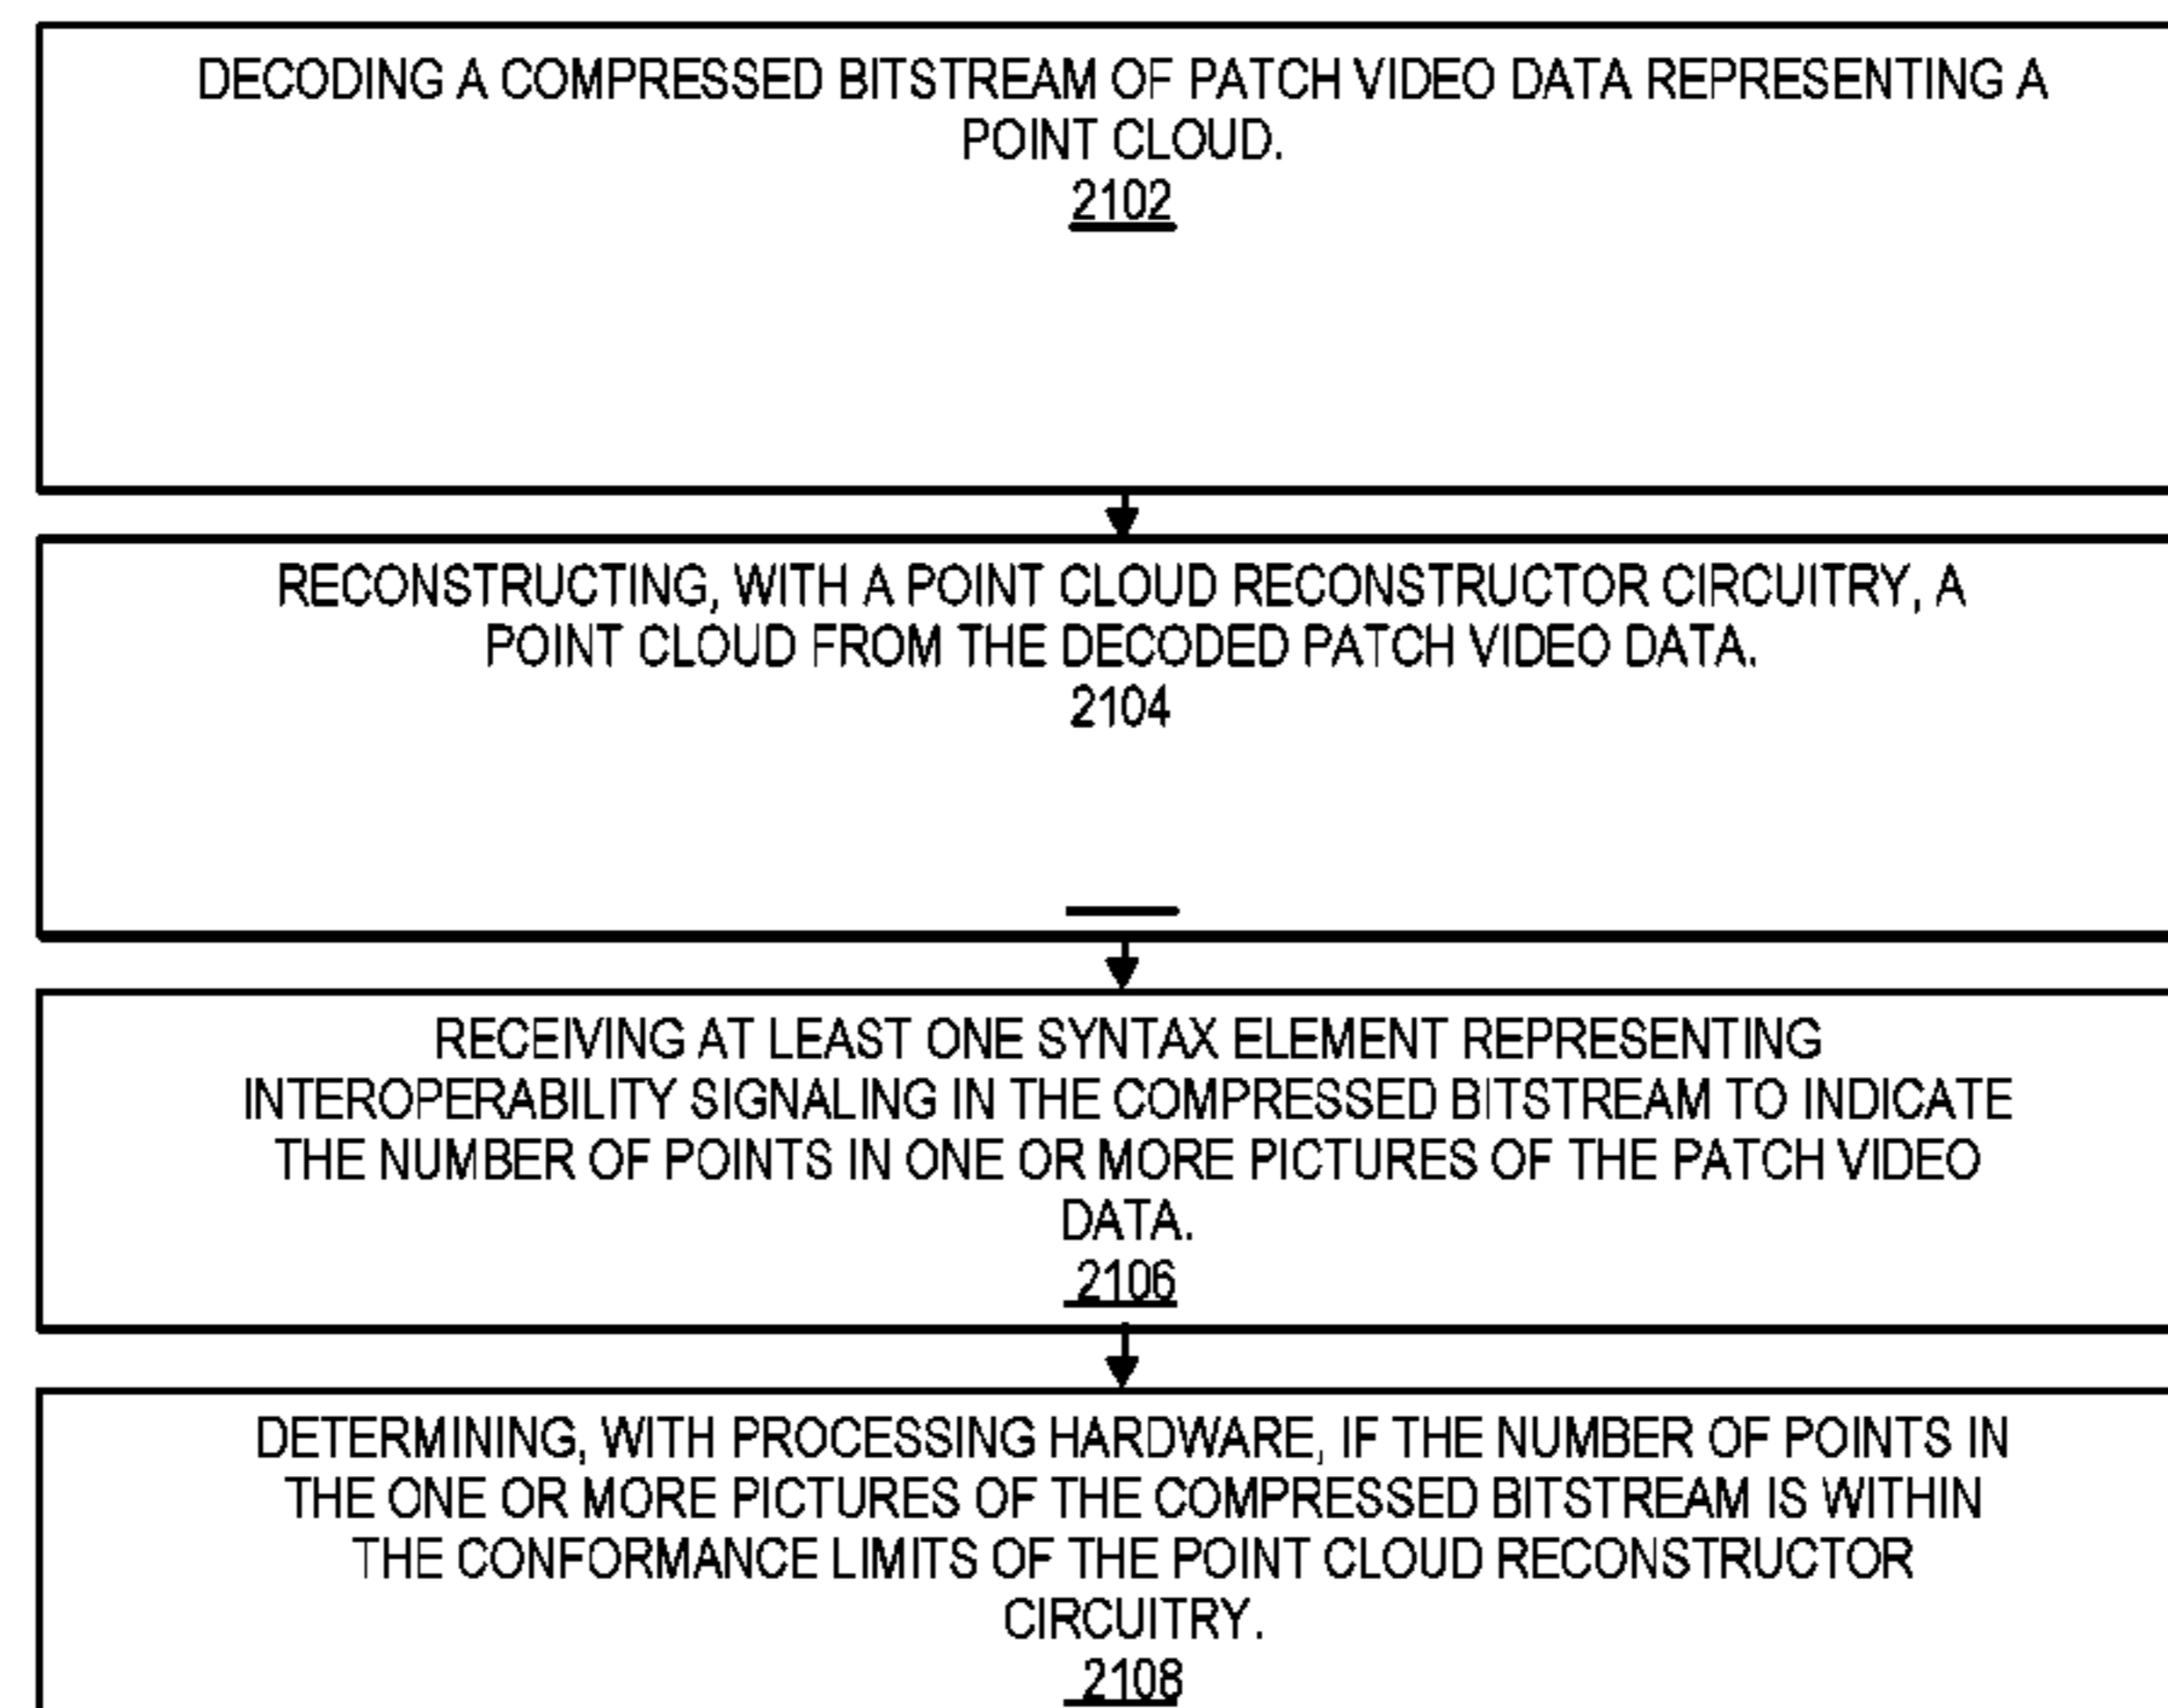 DECODING A COMPRESSED BITSTREAM OF PATCH VIDEO DATA REPRESENTING A
POINT CLOUD.
2102
RECONSTRUCTING, WITH A POINT CLOUD RECONSTRUCTOR CIRCUITRY, A
POINT CLOUD FROM THE DECODED PATCH VIDEO DATA.
2104
RECEIVING AT LEAST ONE SYNTAX ELEMENT REPRESENTING
INTEROPERABILITY SIGNALING IN THE COMPRESSED BITSTREAM TO INDICATE
THE NUMBER OF POINTS IN ONE OR MORE PICTURES OF THE PATCH VIDEO
DATA.
2106
DETERMINING, WITH PROCESSING HARDWARE, IF THE NUMBER OF POINTS IN
THE ONE OR MORE PICTURES OF THE COMPRESSED BITSTREAM IS WITHIN
THE CONFORMANCE LIMITS OF THE POINT CLOUD RECONSTRUCTOR
CIRCUITRY.
2108